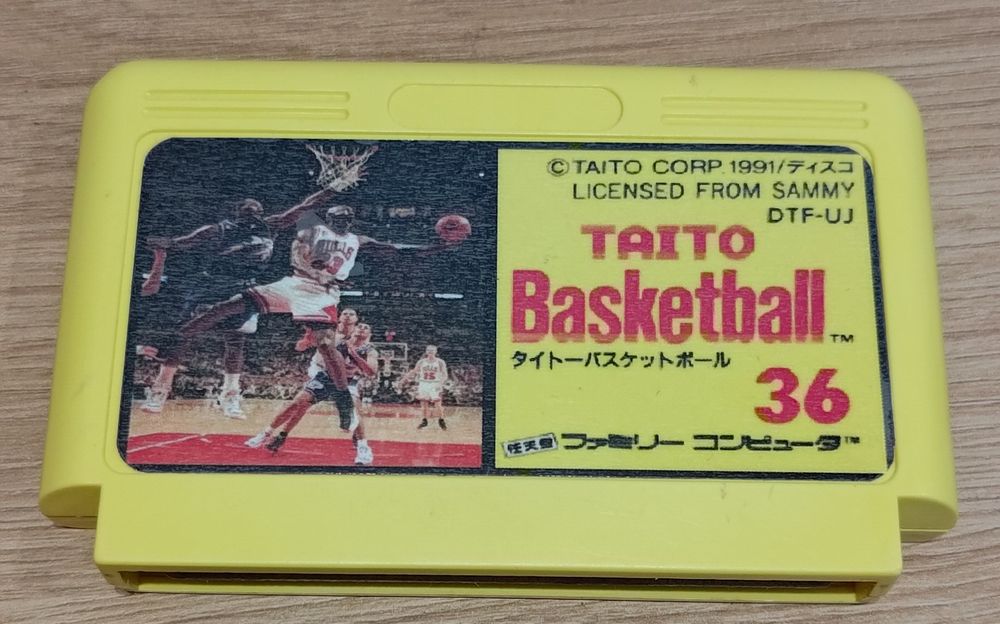 © TAITO CORP. 1991/ディスコ
LICENSED FROM SAMMY
DTF-UJ
TAITO
Basketball™
タイトーバスケットボール
36
任天堂 ファミリー コンピュータ™
BULLS
25